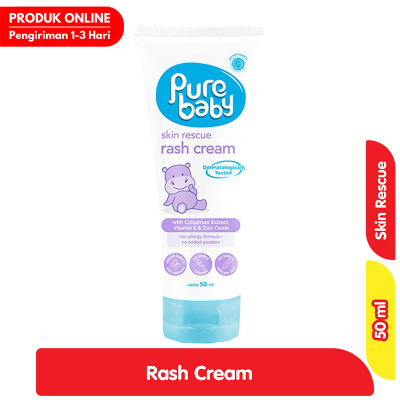 PRODUK ONLINE
Pengiriman 1-3 Hari
Pure
baby
skin rescue
rash cream
Dermatologically
Tested
with Colostrum Extract,
Vitamin E & Zinc Oxide
non allergy formula •
no added paraben
netto 50 ml
Skin Rescue
50 ml
Rash Cream